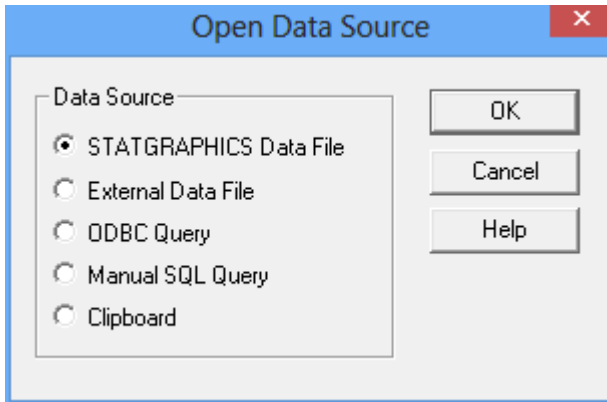 Open Data Source
Data Source
STATGRAPHICS Data File
External Data File
ODBC Query
Manual SQL Query
Clipboard
OK
Cancel
Help